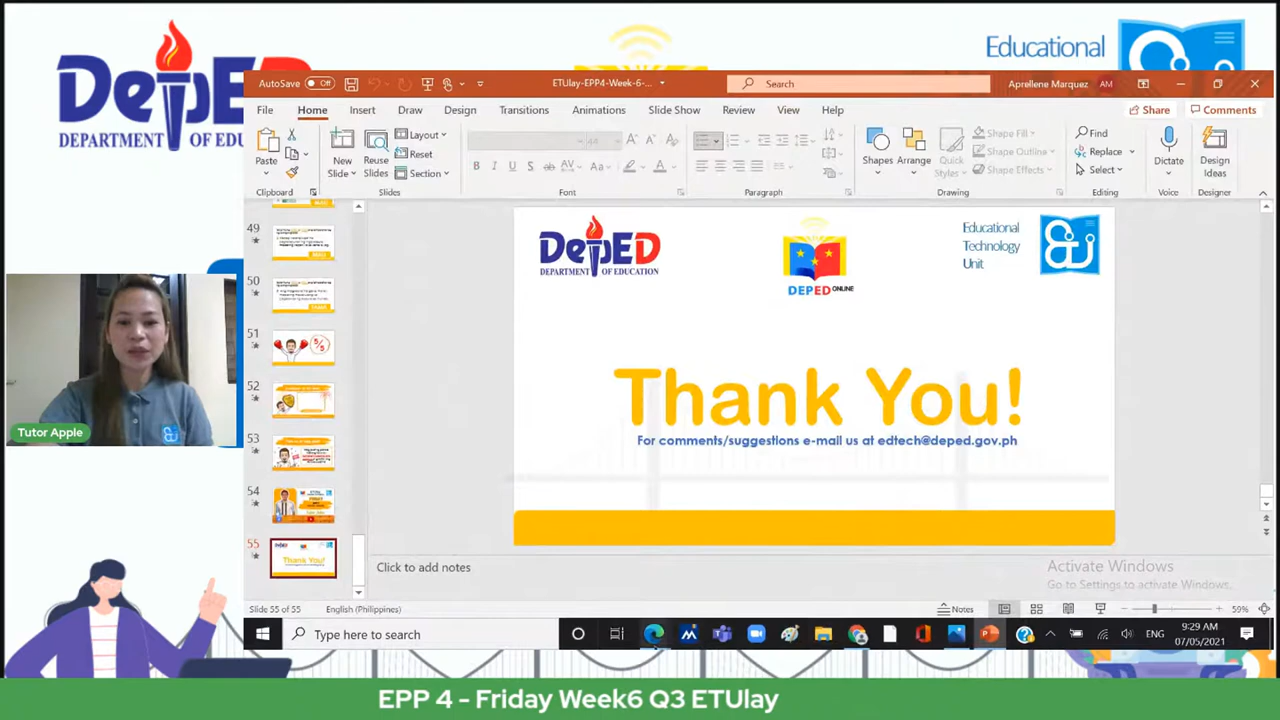 DepED
DEPARTMENT OF EDU
Educational
AutoSave Off
ETUlay-EPP4-Week-6-...
Search
Aprellene Marquez AM
File Home Insert Draw Design Transitions Animations Slide Show Review View Help
Share Comments
Paste
New
Slide
Reuse
Slides
Layout
Reset
Section
Shapes
Arrange
Quick
Styles
Shape Fill
Shape Outline
Shape Effects
Find
Replace
Select
Dictate
Design
Ideas
Clipboard Slides Font Paragraph Drawing Editing Voice Designer
49
50
51
5/5
52
53
54
55
Thank You!
DepED
DEPARTMENT OF EDUCATION
DEPED ONLINE
Educational
Technology
Unit
Thank You!
For comments/suggestions e-mail us at edtech@deped.gov.ph
Tutor Apple
Click to add notes
Activate Windows
Go to Settings to activate Windows.
Slide 55 of 55 English (Philippines) Notes 59%
Type here to search
ENG
9:29 AM
07/05/2021
EPP 4 - Friday Week6 Q3 ETUlay